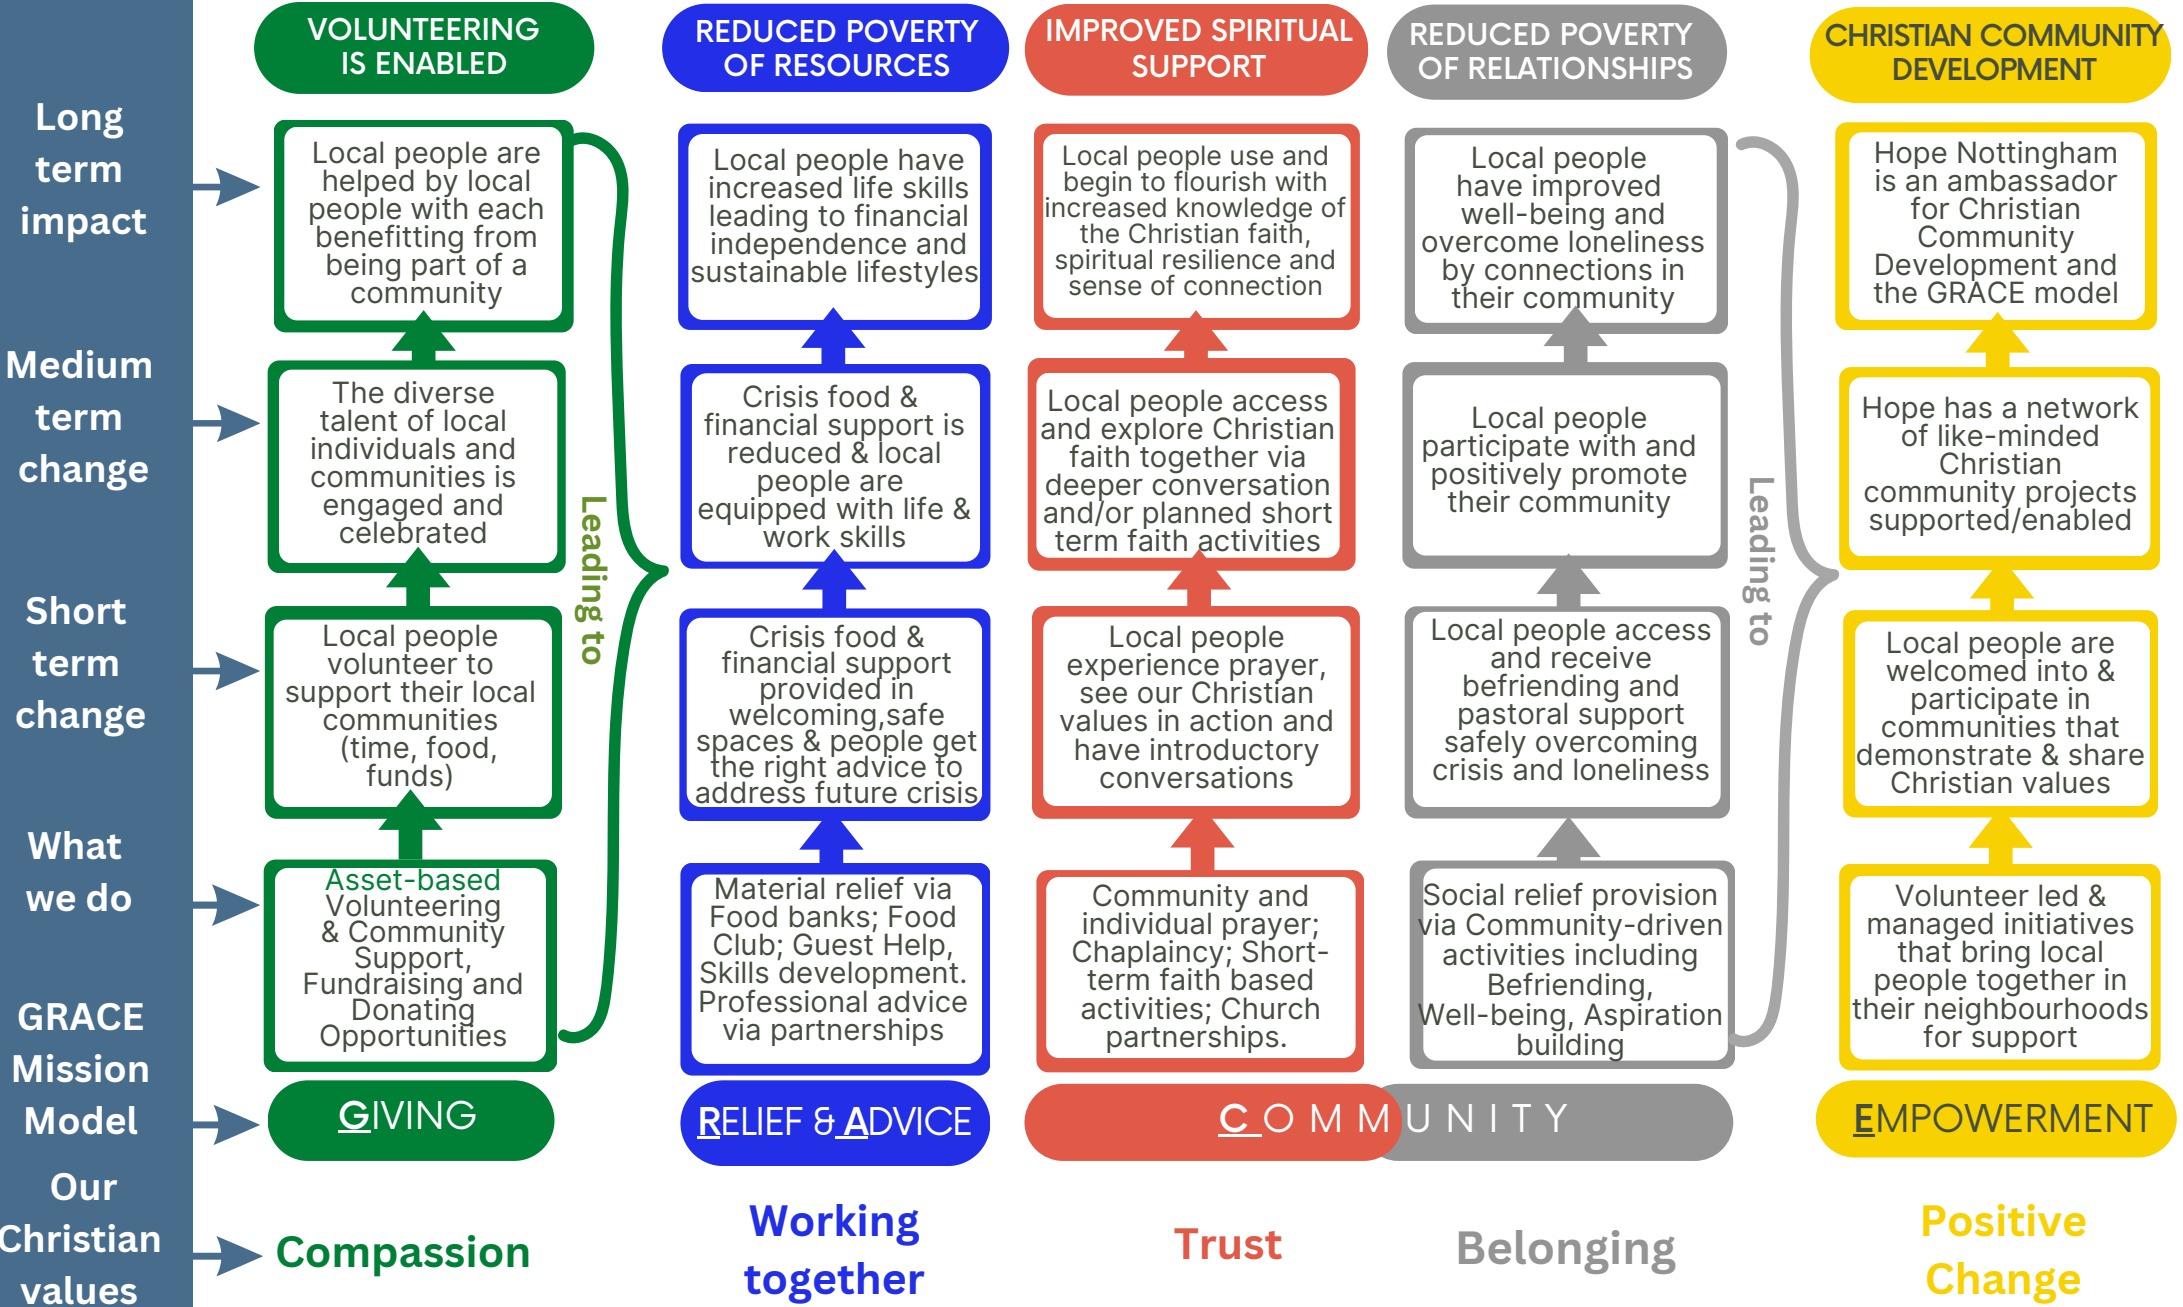 VOLUNTEERING
IS ENABLED
REDUCED POVERTY
OF RESOURCES
IMPROVED SPIRITUAL
SUPPORT
REDUCED POVERTY
OF RELATIONSHIPS
CHRISTIAN COMMUNITY
DEVELOPMENT
Long
term
impact
Local people are
helped by local
people with each
benefitting from
being part of a
community
Local people have
increased life skills
leading to financial
independence and
sustainable lifestyles
Local people use and
begin to flourish with
increased knowledge of
the Christian faith,
spiritual resilience and
sense of connection
Local people
have improved
well-being and
overcome loneliness
by connections in
their community
Hope Nottingham
is an ambassador
for Christian
Community
Development and
the GRACE model
Medium
term
change
The diverse
talent of local
individuals and
communities is
engaged and
celebrated
Leading to
Crisis food &
financial support is
reduced & local
people are
equipped with life &
work skills
Local people access
and explore Christian
faith together via
deeper conversation
and/or planned short
term faith activities
Local people
participate with and
positively promote
their community
Leading to
Hope has a network
of like-minded
Christian
community projects
supported/enabled
Short
term
change
Local people
volunteer to
support their local
communities
(time, food,
funds)
Crisis food &
financial support
provided in
welcoming,safe
spaces & people get
the right advice to
address future crisis
Local people
experience prayer,
see our Christian
values in action and
have introductory
conversations
Local people access
and receive
befriending and
pastoral support
safely overcoming
crisis and loneliness
Local people are
welcomed into &
participate in
communities that
demonstrate & share
Christian values
What
we do
Asset-based
Volunteering
& Community
Support,
Fundraising and
Donating
Opportunities
Material relief via
Food banks; Food
Club; Guest Help,
Skills development.
Professional advice
via partnerships
Community and
individual prayer;
Chaplaincy; Short-
term faith based
activities; Church
partnerships.
Social relief provision
via Community-driven
activities including
Befriending,
Well-being, Aspiration
building
Volunteer led &
managed initiatives
that bring local
people together in
their neighbourhoods
for support
GRACE
Mission
Model
GIVING
RELIEF & ADVICE
COMMUNITY
EMPOWERMENT
Our
Christian
values
Compassion
Working
together
Trust
Belonging
Positive
Change